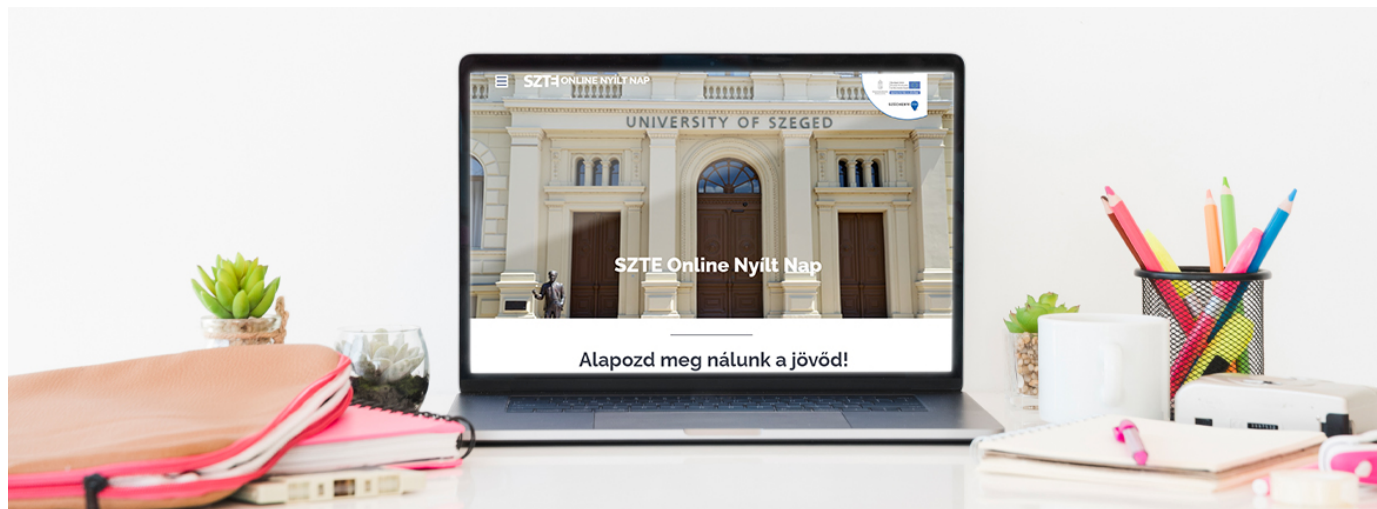 SZTE ONLINE NYÍLT NAP
UNIVERSITY OF SZEGED
SZTE Online Nyílt Nap
Alapozd meg nálunk a jövőd!